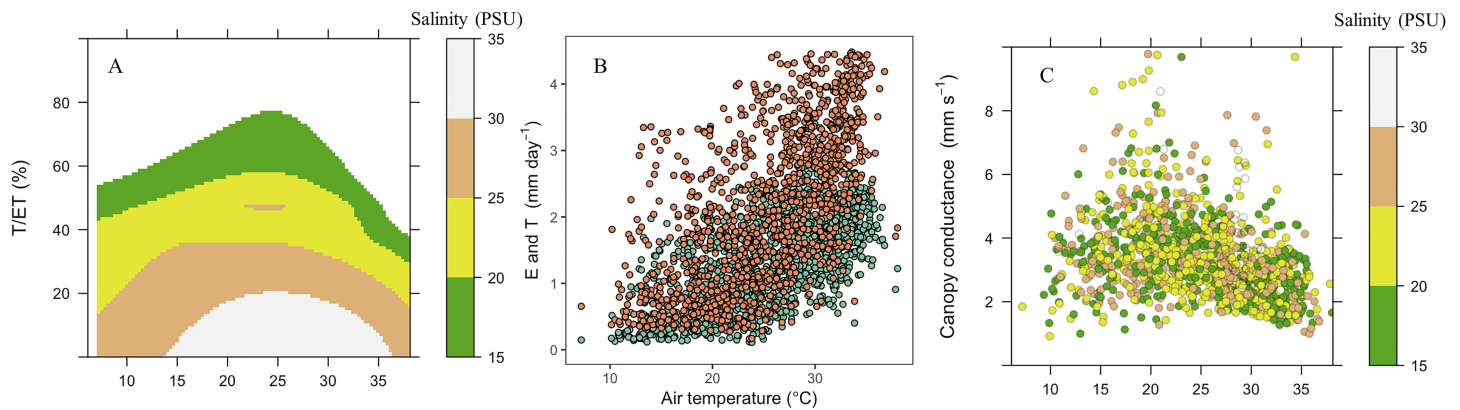 Salinity (PSU)
A
T/ET (%)
80
60
40
20
10 15 20 25 30 35
35
30
25
20
15
B
E and T (mm day⁻¹)
4
3
2
1
0
10 20 30
Air temperature (°C)
Salinity (PSU)
C
Canopy conductance (mm s⁻¹)
8
6
4
2
10 15 20 25 30 35
35
30
25
20
15